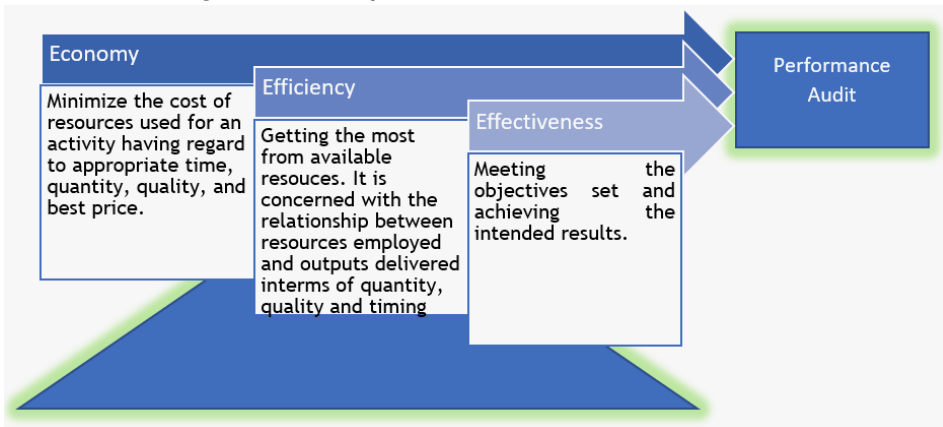 Economy
Minimize the cost of
resources used for an
activity having regard
to appropriate time,
quantity, quality, and
best price.
Efficiency
Getting the most
from available
resouces. It is
concerned with the
relationship between
resources employed
and outputs delivered
interms of quantity,
quality and timing
Effectiveness
Meeting the
objectives set and
achieving the
intended results.
Performance
Audit